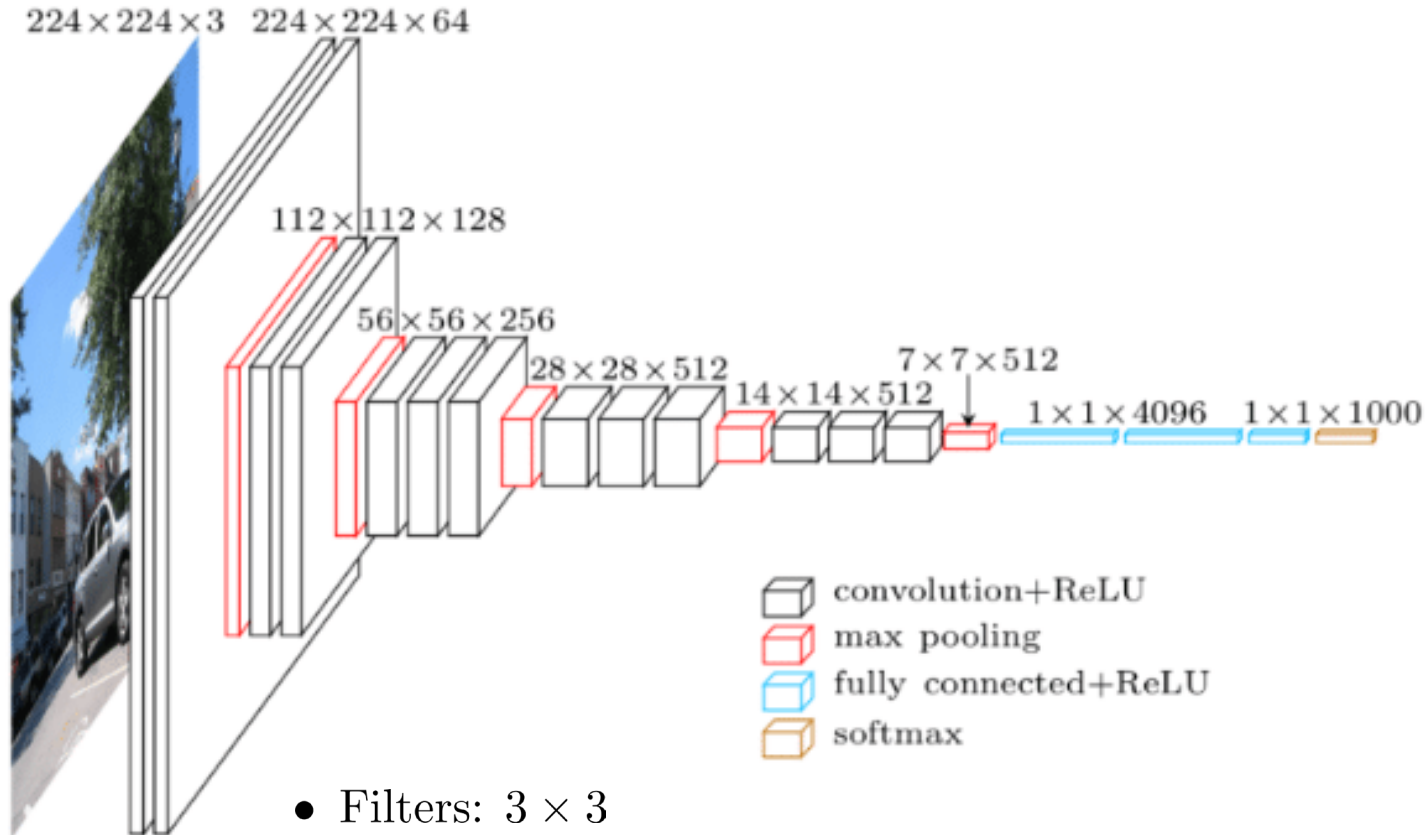 224 × 224 × 3
224 × 224 × 64
112 × 112 × 128
56 × 56 × 256
28 × 28 × 512
14 × 14 × 512
7 × 7 × 512
1 × 1 × 4096
1 × 1 × 1000
convolution+ReLU
max pooling
fully connected+ReLU
softmax
• Filters: 3 × 3